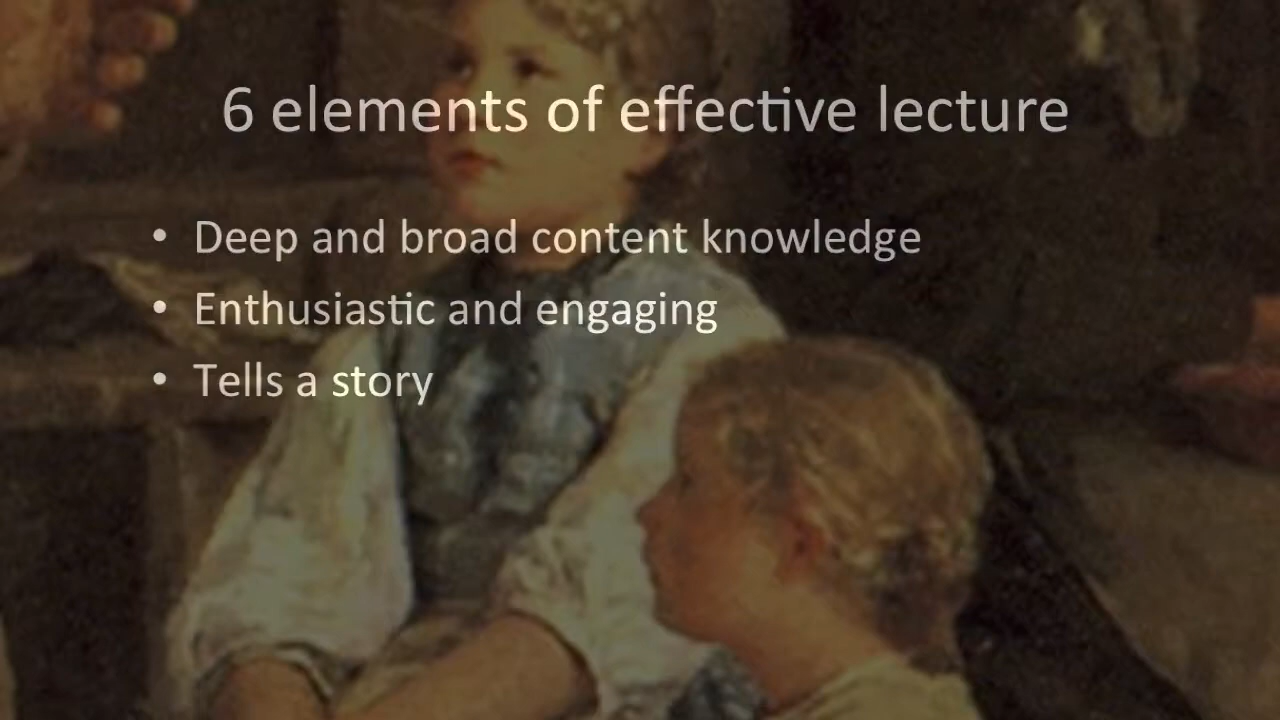 6 elements of effective lecture
• Deep and broad content knowledge
• Enthusiastic and engaging
• Tells a story